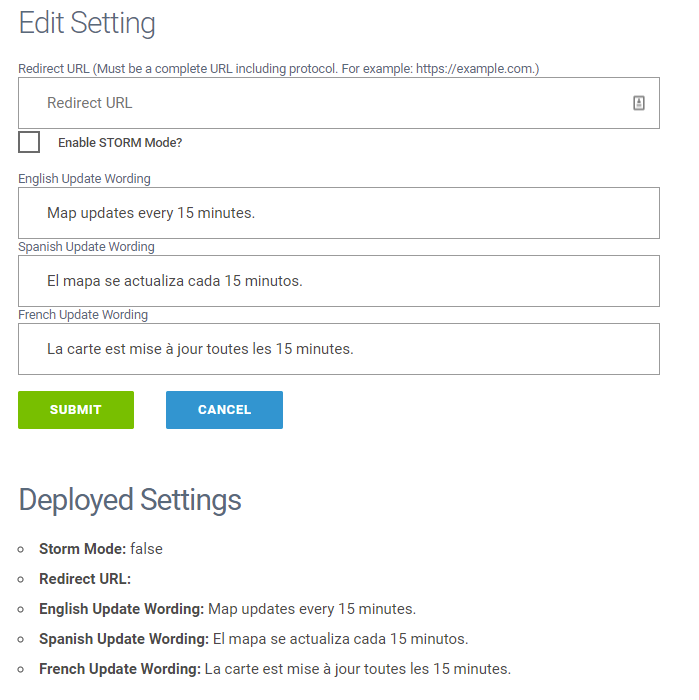 Edit Setting
Redirect URL (Must be a complete URL including protocol. For example: https://example.com.)
Redirect URL
Enable STORM Mode?
English Update Wording
Map updates every 15 minutes.
Spanish Update Wording
El mapa se actualiza cada 15 minutos.
French Update Wording
La carte est mise à jour toutes les 15 minutes.
SUBMIT CANCEL
Deployed Settings
Storm Mode: false
Redirect URL:
English Update Wording: Map updates every 15 minutes.
Spanish Update Wording: El mapa se actualiza cada 15 minutos.
French Update Wording: La carte est mise à jour toutes les 15 minutes.